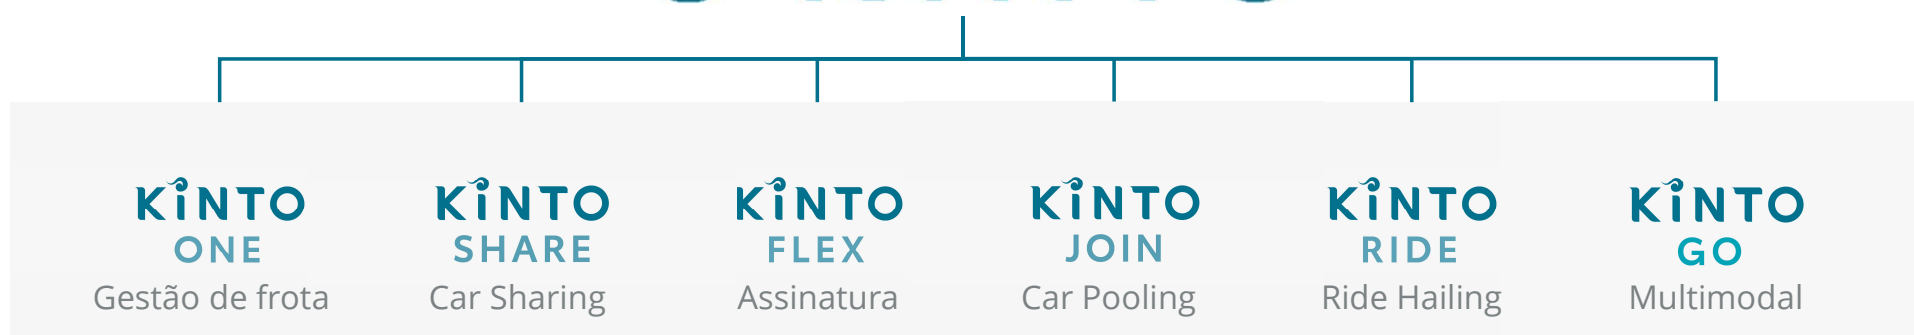 KINTO
ONE
Gestão de frota
KINTO
SHARE
Car Sharing
KINTO
FLEX
Assinatura
KINTO
JOIN
Car Pooling
KINTO
RIDE
Ride Hailing
KINTO
GO
Multimodal